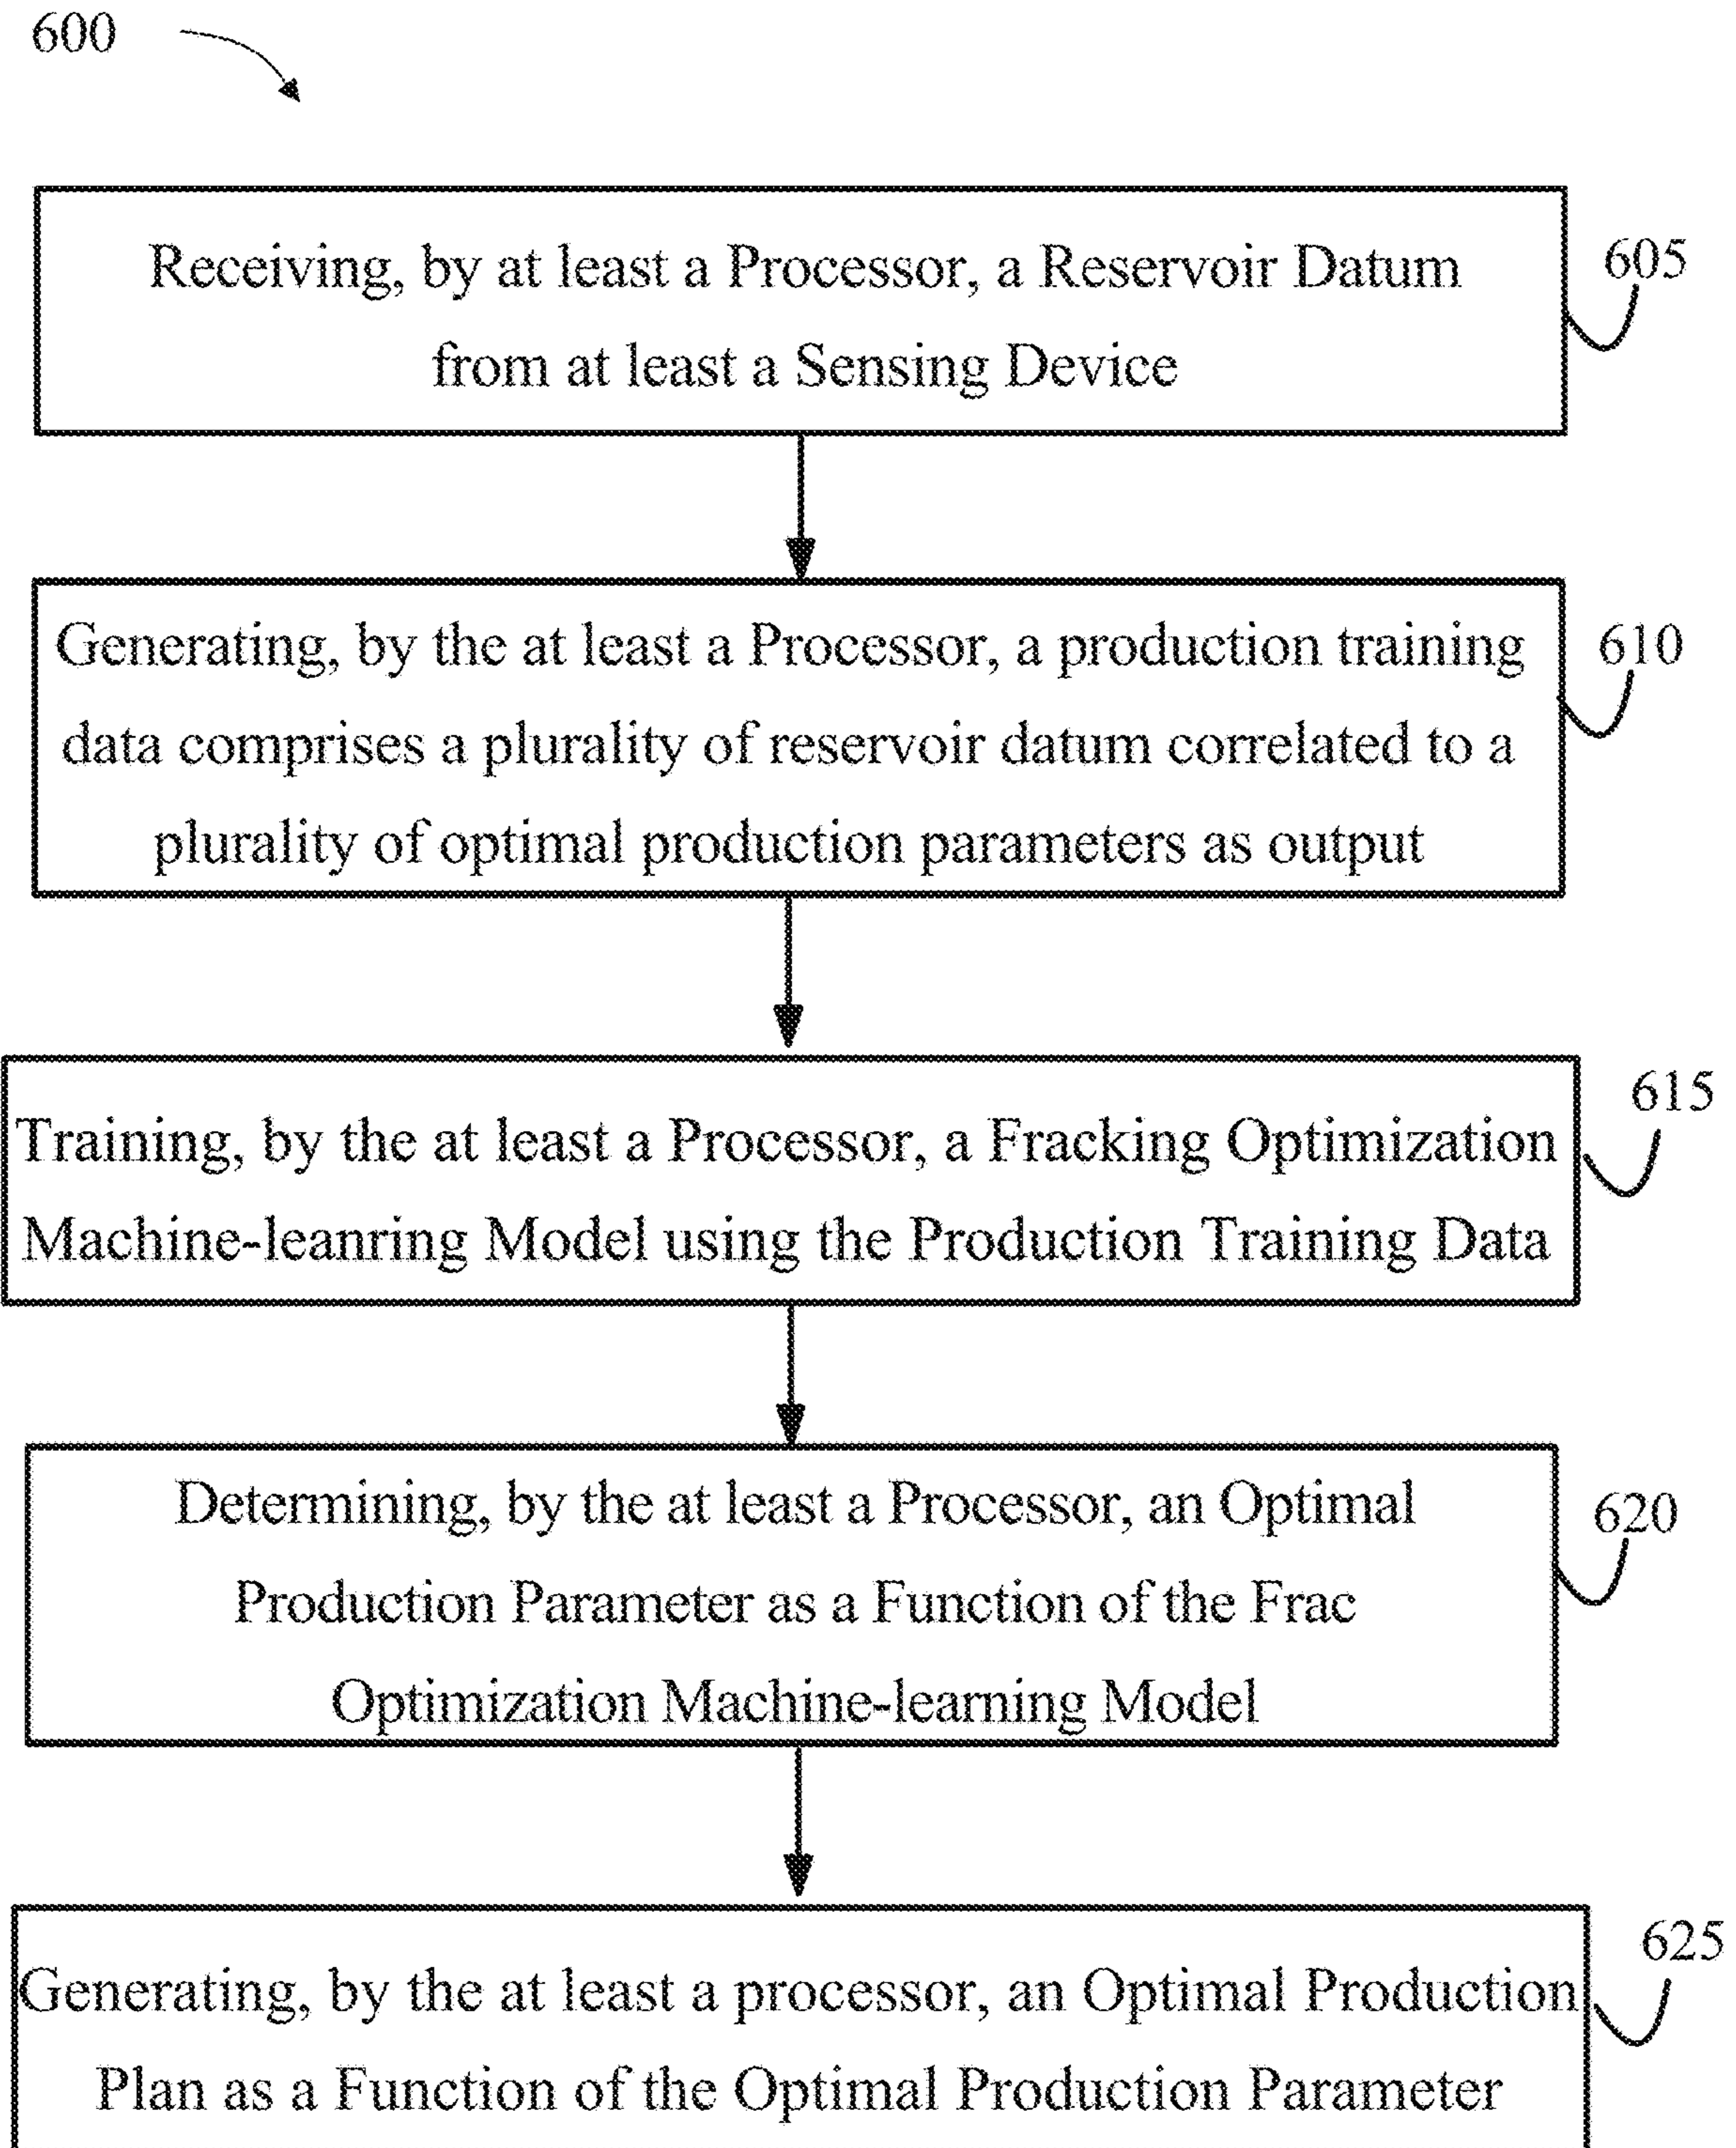 600
Receiving, by at least a Processor, a Reservoir Datum
from at least a Sensing Device
605
Generating, by the at least a Processor, a production training
data comprises a plurality of reservoir datum correlated to a
plurality of optimal production parameters as output
610
Training, by the at least a Processor, a Fracking Optimization
Machine-leanring Model using the Production Training Data
615
Determining, by the at least a Processor, an Optimal
Production Parameter as a Function of the Frac
Optimization Machine-learning Model
620
Generating, by the at least a processor, an Optimal Production
Plan as a Function of the Optimal Production Parameter
625